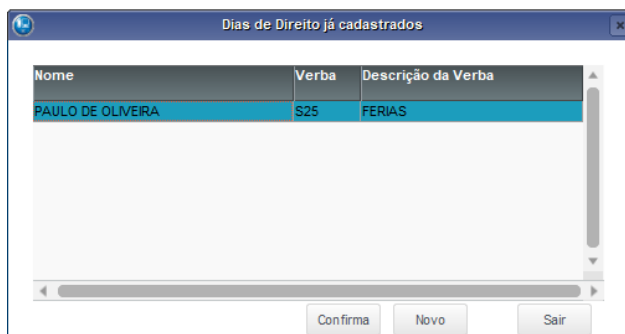 Dias de Direito já cadastrados
Nome Verba Descrição da Verba
PAULO DE OLIVEIRA S25 FERIAS
Confirma Novo Sair